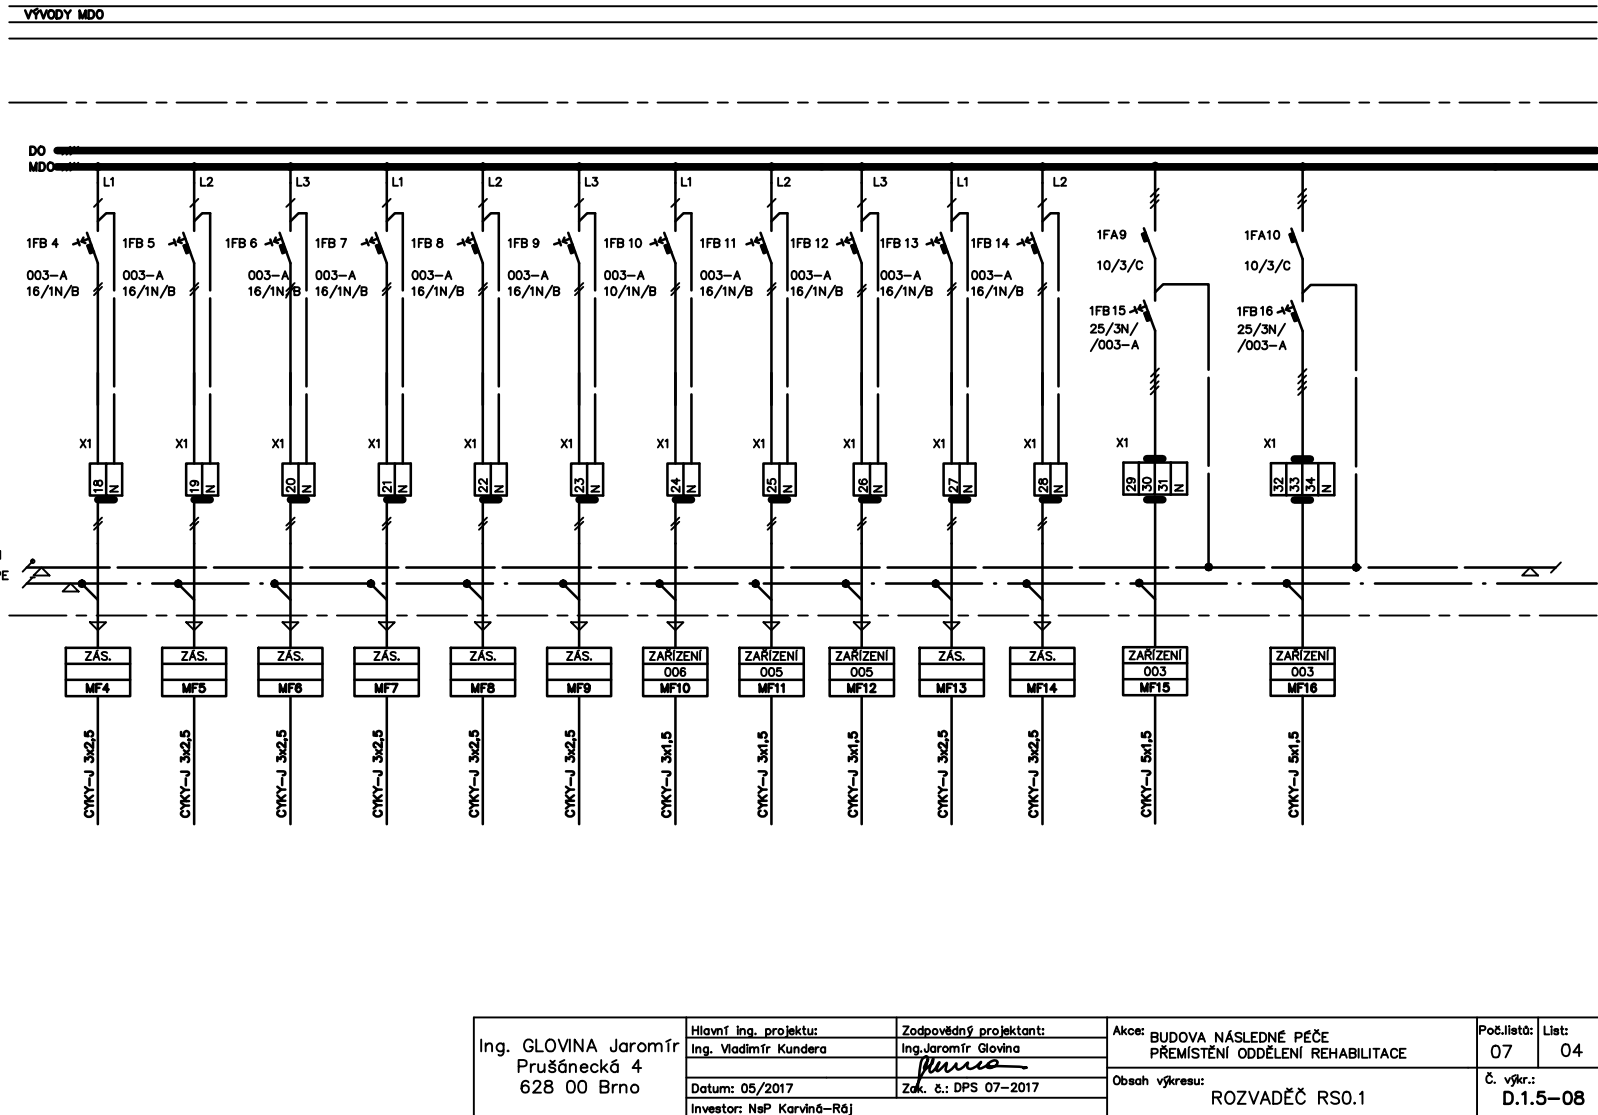 VÝVODY MDO
DO
MDO
L1 L2 L3 L1 L2 L3 L1 L2 L3 L1 L2
1FB 4 1FB 5 1FB 6 1FB 7 1FB 8 1FB 9 1FB 10 1FB 11 1FB 12 1FB 13 1FB 14 1FA9 1FA10
003-A 003-A 003-A 003-A 003-A 003-A 003-A 003-A 003-A 003-A 003-A 10/3/C 10/3/C
16/1N/B 16/1N/B 16/1N/B 16/1N/B 16/1N/B 16/1N/B 10/1N/B 16/1N/B 16/1N/B 16/1N/B 16/1N/B
1FB 15 1FB 16
25/3N/ 25/3N/
/003-A /003-A
X1 X1 X1 X1 X1 X1 X1 X1 X1 X1 X1 X1 X1
18 N 19 N 20 N 21 N 22 N 23 N 24 N 25 N 26 N 27 N 28 N 29 30 31 N 32 33 34 N
PE
ZÁS. ZÁS. ZÁS. ZÁS. ZÁS. ZÁS. ZAŘÍZENÍ ZAŘÍZENÍ ZAŘÍZENÍ ZÁS. ZÁS. ZAŘÍZENÍ ZAŘÍZENÍ
006 005 005 003 003
MF4 MF5 MF6 MF7 MF8 MF9 MF10 MF11 MF12 MF13 MF14 MF15 MF16
CYKY-J 3x2,5 CYKY-J 3x2,5 CYKY-J 3x2,5 CYKY-J 3x2,5 CYKY-J 3x2,5 CYKY-J 3x2,5 CYKY-J 3x1,5 CYKY-J 3x1,5 CYKY-J 3x1,5 CYKY-J 3x2,5 CYKY-J 3x2,5 CYKY-J 5x1,5 CYKY-J 5x1,5
Ing. GLOVINA Jaromír
Prušánecká 4
628 00 Brno
Hlavní ing. projektu:
Ing. Vladimír Kundera
Datum: 05/2017
Investor: NsP Karviná-Ráj
Zodpovědný projektant:
Ing.Jaromír Glovina
Zak. č.: DPS 07-2017
Akce: BUDOVA NÁSLEDNÉ PÉČE
PŘEMÍSTĚNÍ ODDĚLENÍ REHABILITACE
Obsah výkresu:
ROZVADĚČ RS0.1
Poč.listů:
07
List:
04
Č. výkr.:
D.1.5-08